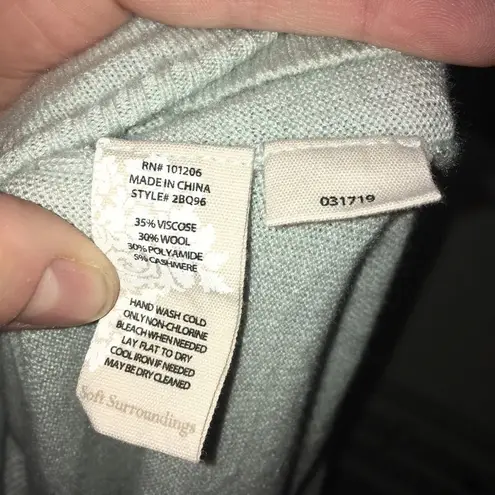 RN# 101206
MADE IN CHINA
STYLE# 2BQ96
35% VISCOSE
30% WOOL
30% POLYAMIDE
5% CASHMERE
HAND WASH COLD
ONLY NON-CHLORINE
BLEACH WHEN NEEDED
LAY FLAT TO DRY
COOL IRON IF NEEDED
MAY BE DRY CLEANED
Soft Surroundings
031719